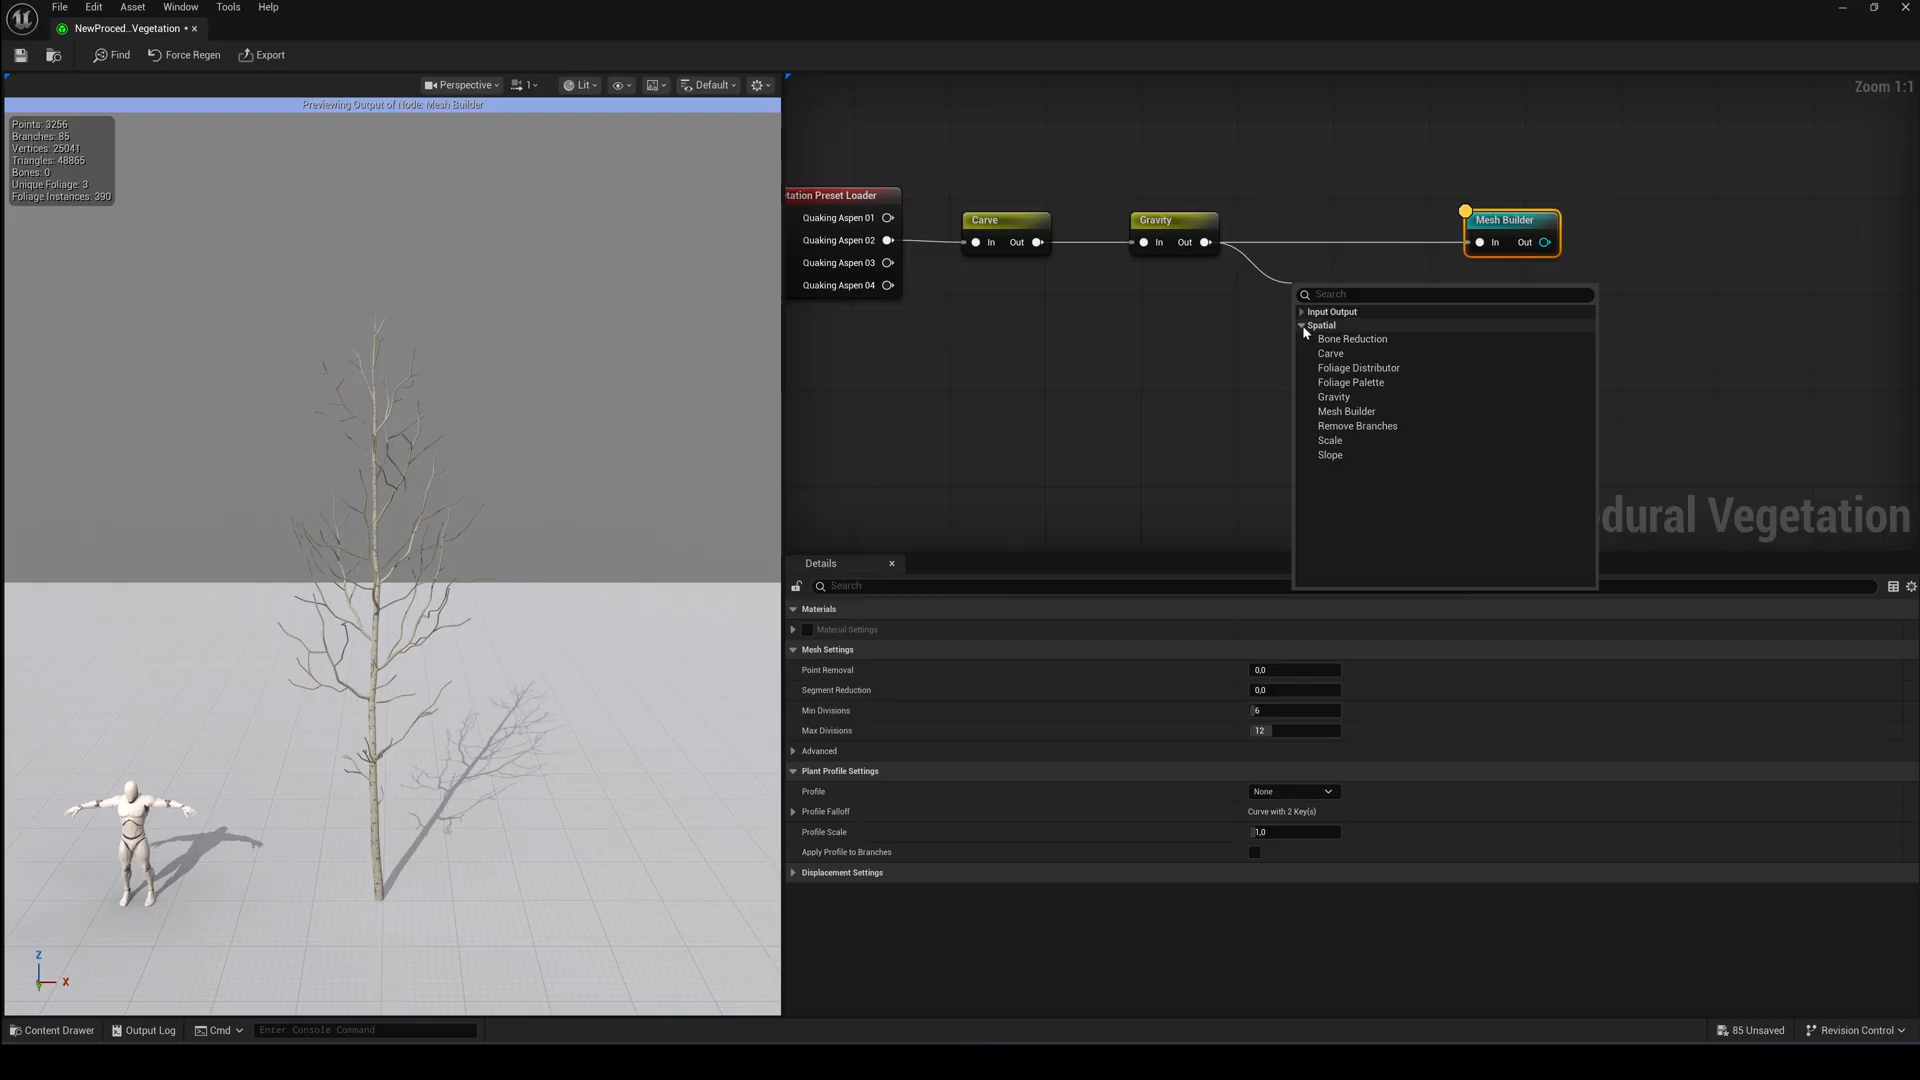 File Edit Asset Window Tools Help
NewProced...Vegetation •
Find Force Regen Export
Perspective 1 Lit Default
Previewing Output of Node: Mesh Builder
Points: 3256
Branches: 85
Vertices: 25041
Triangles: 48865
Bones: 0
Unique Foliage: 3
Foliage Instances: 390
Z
X
Zoom 1:1
tation Preset Loader
Quaking Aspen 01
Quaking Aspen 02
Quaking Aspen 03
Quaking Aspen 04
Carve
In Out
Gravity
In Out
Mesh Builder
In Out
Search
Input Output
Spatial
Bone Reduction
Carve
Foliage Distributor
Foliage Palette
Gravity
Mesh Builder
Remove Branches
Scale
Slope
dural Vegetation
Details
Search
Materials
Material Settings
Mesh Settings
Point Removal 0,0
Segment Reduction 0,0
Min Divisions 6
Max Divisions 12
Advanced
Plant Profile Settings
Profile None
Profile Falloff Curve with 2 Key(s)
Profile Scale 1,0
Apply Profile to Branches
Displacement Settings
Content Drawer Output Log Cmd Enter Console Command
85 Unsaved Revision Control